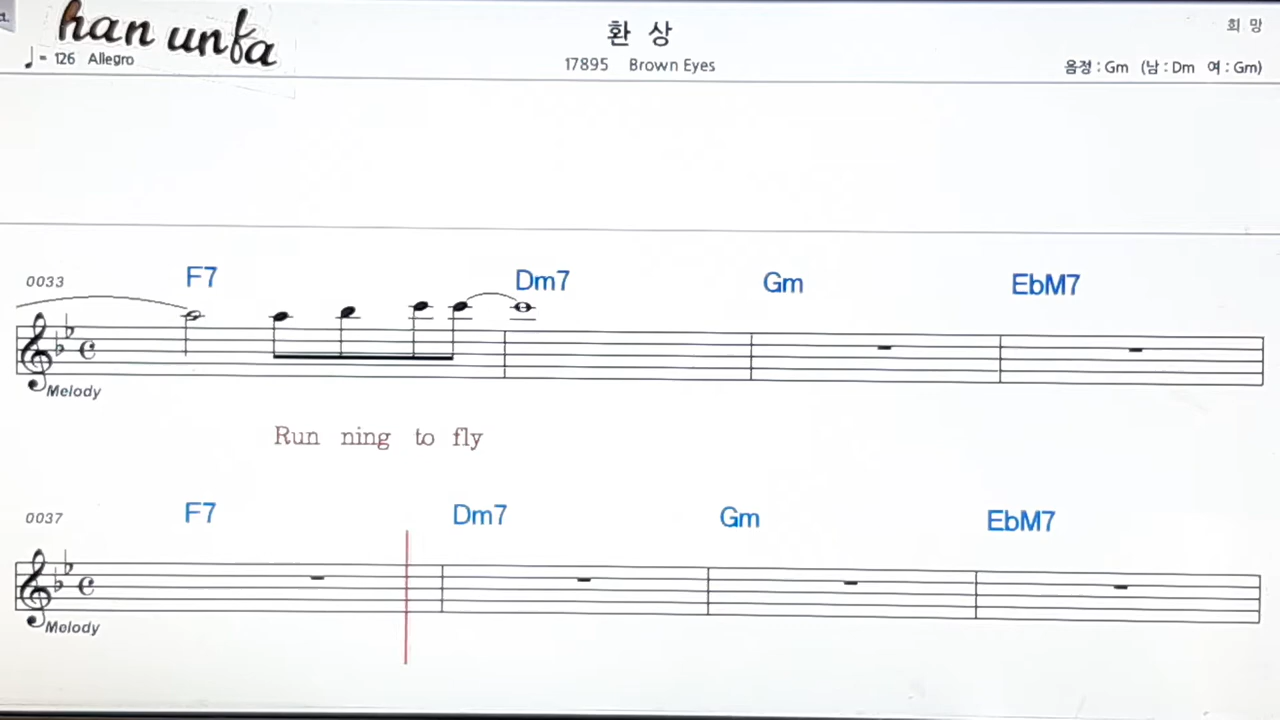 han unfa
환 상
희 망
♩ = 126 Allegro
17895 Brown Eyes
음정 : Gm (남 : Dm 여 : Gm)
0033 F7 Dm7 Gm EbM7
Melody
Run ning to fly
0037 F7 Dm7 Gm EbM7
Melody